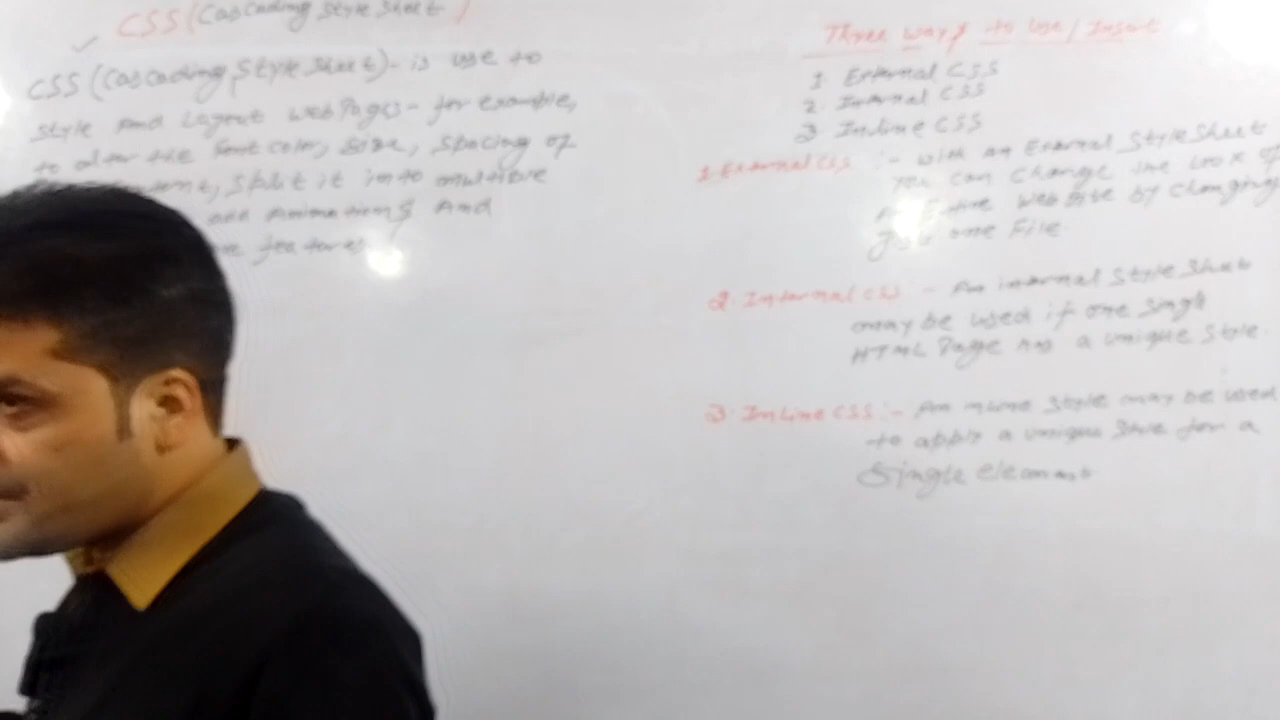 CSS (Cascading Style Sheet)
CSS (Cascading Style Sheet) - is use to
Style And Layout Web Pages - for example,
to alter the font color, size, spacing of
Split it into multiple
add Animations And
features
Three ways to Use / Insert
1 External CSS
2 Internal CSS
3 Inline CSS
1. External CSS :- With an External Style Sheet
You can change the Look of
An Entire Website by Changing
just one File
2. Internal CSS :- An internal Style Sheet
may be used if one single
HTML Page has a unique Style.
3. InLine CSS :- An inline Style may be used
to apply a unique Style for a
Single element